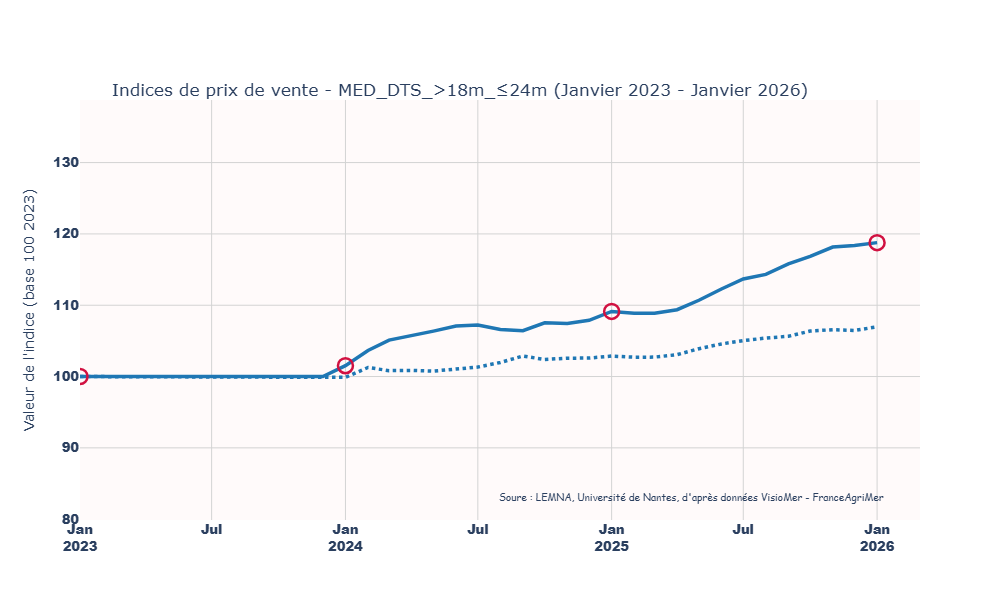 Indices de prix de vente - MED_DTS_>18m_≤24m (Janvier 2023 - Janvier 2026)
Valeur de l'indice (base 100 2023)
130
120
110
100
90
80
Soure : LEMNA, Université de Nantes, d'après données VisioMer - FranceAgriMer
Jan Jul Jan Jul Jan Jul Jan
2023 2024 2025 2026